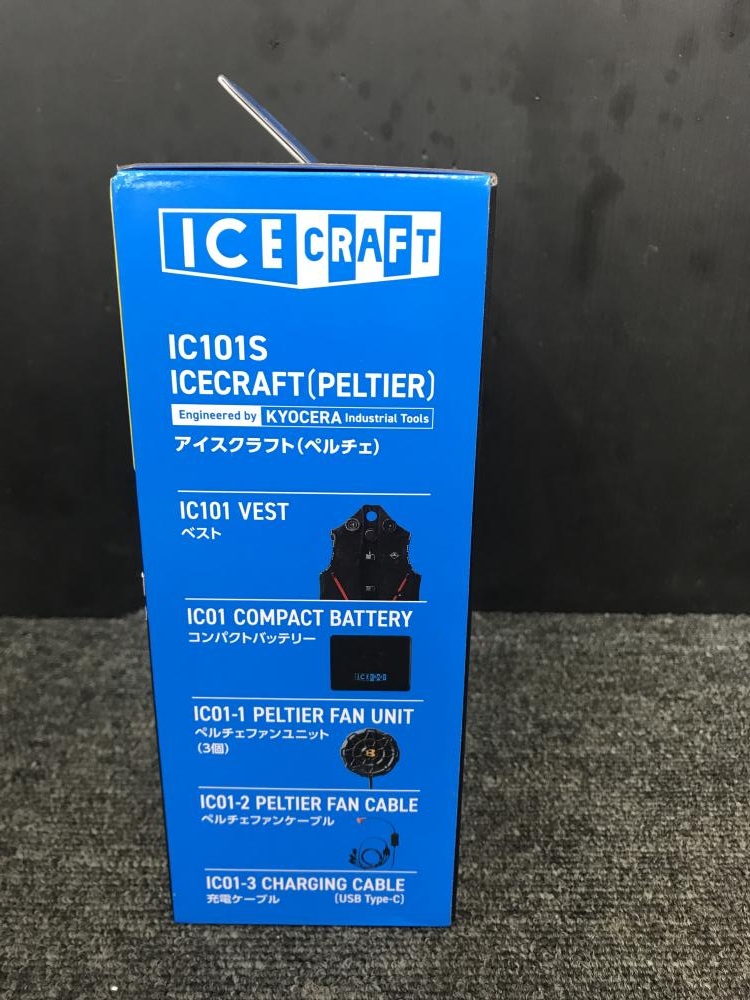 ICE CRAFT
IC101S
ICECRAFT(PELTIER)
Engineered by KYOCERA Industrial Tools
アイスクラフト(ペルチェ)
IC101 VEST
ベスト
IC01 COMPACT BATTERY
コンパクトバッテリー
IC01-1 PELTIER FAN UNIT
ペルチェファンユニット
(3個)
IC01-2 PELTIER FAN CABLE
ペルチェファンケーブル
IC01-3 CHARGING CABLE
充電ケーブル (USB Type-C)